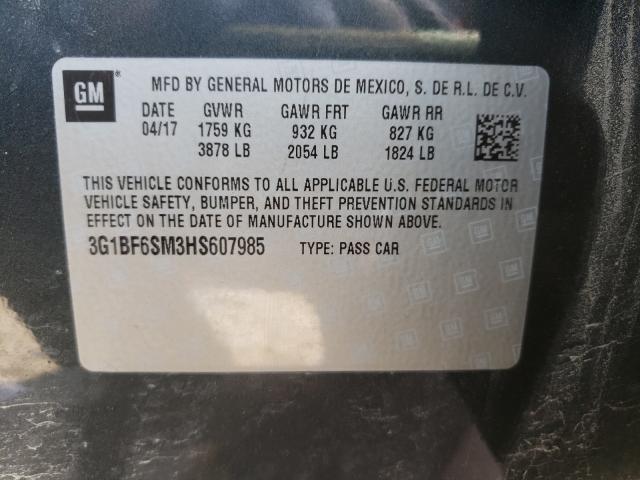 GM®
MFD BY GENERAL MOTORS DE MEXICO, S. DE R.L. DE C.V.
DATE GVWR GAWR FRT GAWR RR
04/17 1759 KG 932 KG 827 KG
3878 LB 2054 LB 1824 LB
THIS VEHICLE CONFORMS TO ALL APPLICABLE U.S. FEDERAL MOTOR
VEHICLE SAFETY, BUMPER, AND THEFT PREVENTION STANDARDS IN
EFFECT ON THE DATE OF MANUFACTURE SHOWN ABOVE.
3G1BF6SM3HS607985 TYPE: PASS CAR